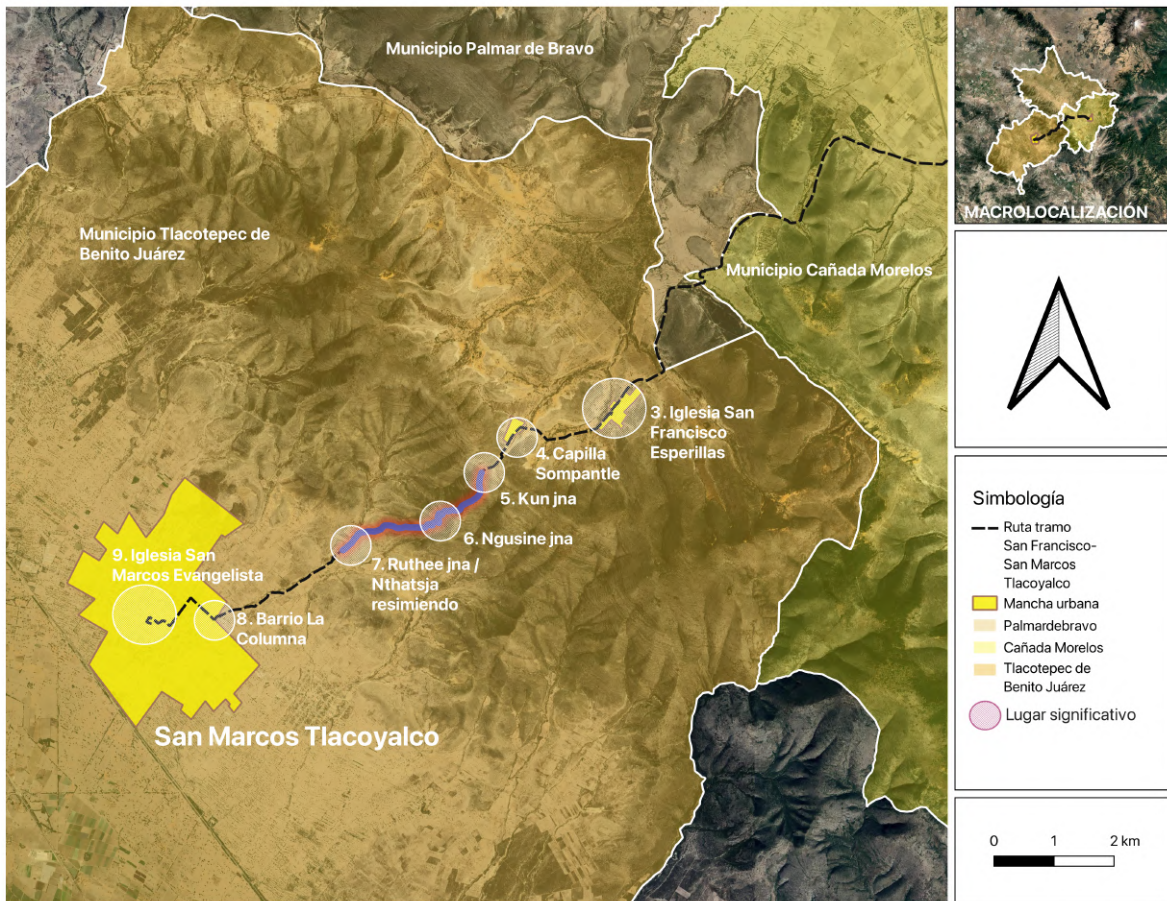 Municipio Palmar de Bravo
Municipio Tlacotepec de
Benito Juárez
Municipio Cañada Morelos
3. Iglesia San
Francisco
Esperillas
4. Capilla
Sompantle
5. Kun jna
6. Ngusine jna
7. Ruthee jna /
Nthatsja
resimiendo
8. Barrio La
Columna
9. Iglesia San
Marcos Evangelista
San Marcos Tlacoyalco
MACROLOCALIZACIÓN
Simbología
Ruta tramo
San Francisco-
San Marcos
Tlacoyalco
Mancha urbana
Palmardebravo
Cañada Morelos
Tlacotepec de
Benito Juárez
Lugar significativo
0 1 2 km